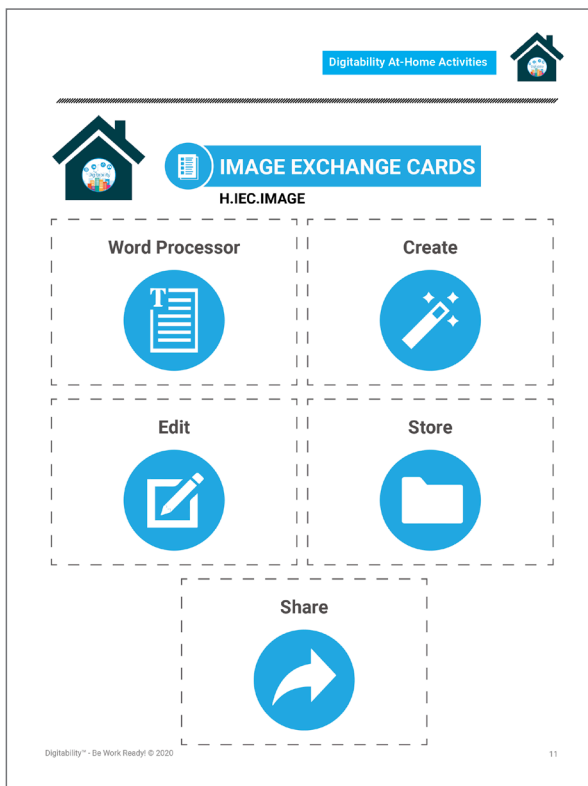 Digitability At-Home Activities
IMAGE EXCHANGE CARDS
H.IEC.IMAGE
Word Processor
Create
T
Edit
Store
Share
Digitability™ - Be Work Ready! © 2020
11